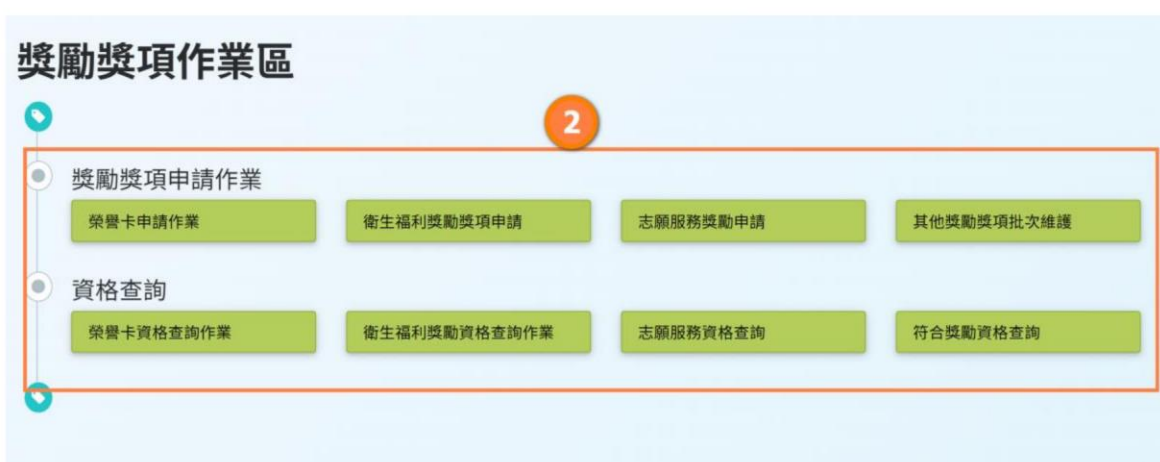 獎勵獎項作業區
2
獎勵獎項申請作業
榮譽卡申請作業 衛生福利獎勵獎項申請 志願服務獎勵申請 其他獎勵獎項批次維護
資格查詢
榮譽卡資格查詢作業 衛生福利獎勵資格查詢作業 志願服務資格查詢 符合獎勵資格查詢